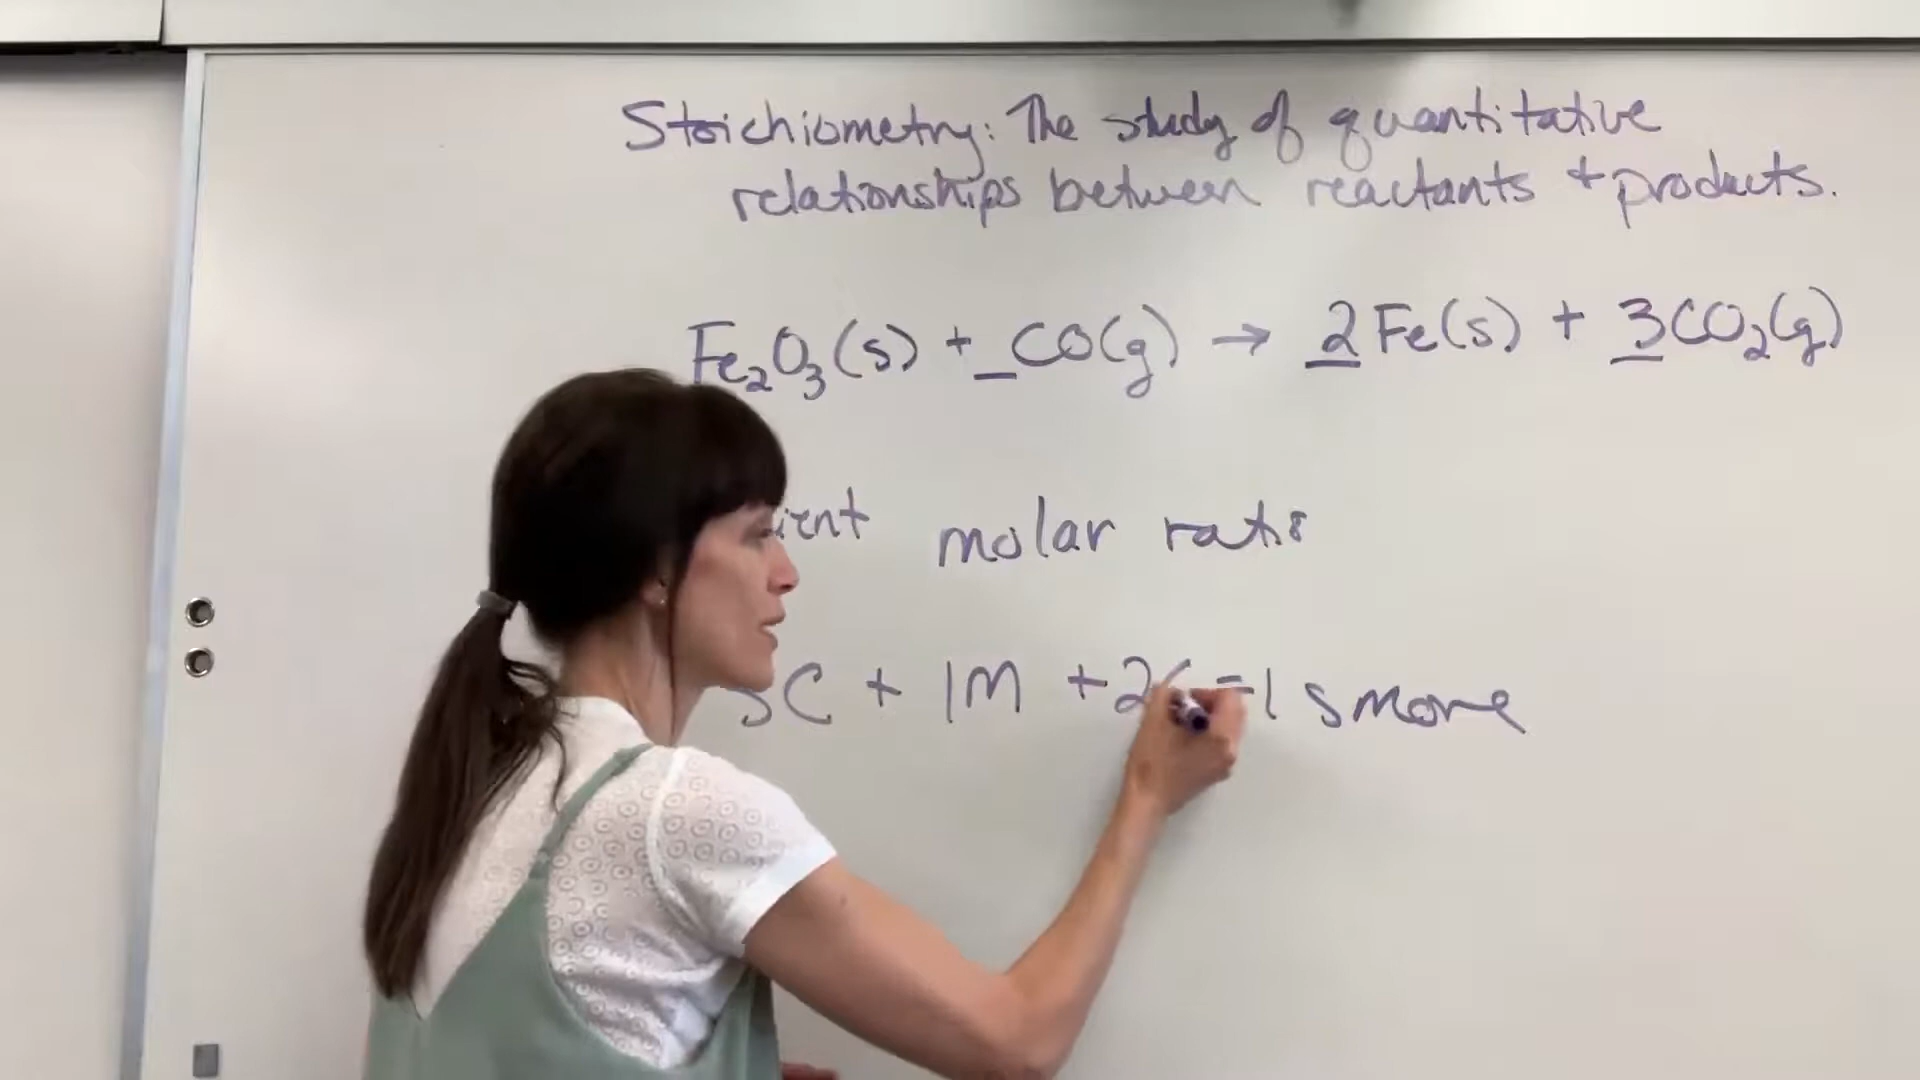 Stoichiometry: The study of quantitative
relationships between reactants + products.
Fe₂O₃(s) + _CO(g) → 2Fe(s) + 3CO₂(g)
molar ratio
C + 1M + 2 = 1 smore